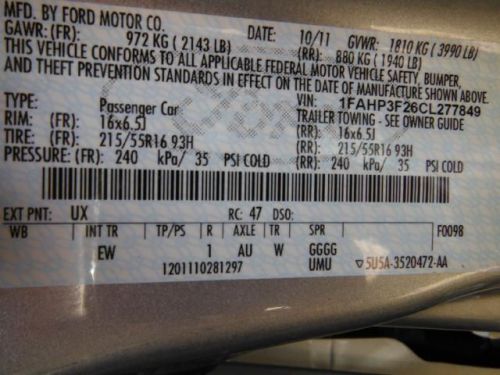 MFD. BY FORD MOTOR CO.
DATE: 10/11 GVWR: 1810 KG ( 3990 LB)
GAWR: (FR): 972 KG ( 2143 LB) (RR): 880 KG ( 1940 LB)
THIS VEHICLE CONFORMS TO ALL APPLICABLE FEDERAL MOTOR VEHICLE SAFETY, BUMPER,
AND THEFT PREVENTION STANDARDS IN EFFECT ON THE DATE OF MANUFACTURE SHOWN ABOVE.
VIN: 1FAHP3F26CL277849
TYPE: Passenger Car TRAILER TOWING - SEE OWNER GUIDE
RIM: (FR): 16x6.5J (RR): 16x6.5J
TIRE: (FR): 215/55R16 93H (RR): 215/55R16 93H
PRESSURE: (FR): 240 kPa/ 35 PSI COLD (RR): 240 kPa/ 35 PSI COLD
EXT PNT: UX RC: 47 DSO:
WB INT TR TP/PS R AXLE TR SPR F0098
EW 1 AU W GGGG
1201110281297 UMU ▽5U5A-3520472-AA